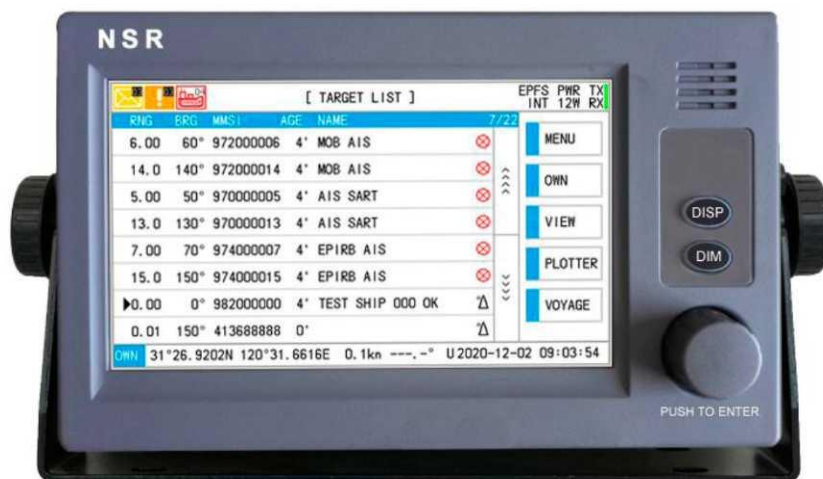 NSR
[ TARGET LIST ]
EPFS PWR TX
INT 12W RX
RNG BRG MMSI AGE NAME 7/22
6.00 60° 972000006 4' MOB AIS
14.0 140° 972000014 4' MOB AIS
5.00 50° 970000005 4' AIS SART
13.0 130° 970000013 4' AIS SART
7.00 70° 974000007 4' EPIRB AIS
15.0 150° 974000015 4' EPIRB AIS
0.00 0° 982000000 4' TEST SHIP 000 OK
0.01 150° 413688888 0'
MENU
OWN
VIEW
PLOTTER
VOYAGE
OWN 31°26.9202N 120°31.6616E 0.1kn ---.-° U 2020-12-02 09:03:54
DISP
DIM
PUSH TO ENTER